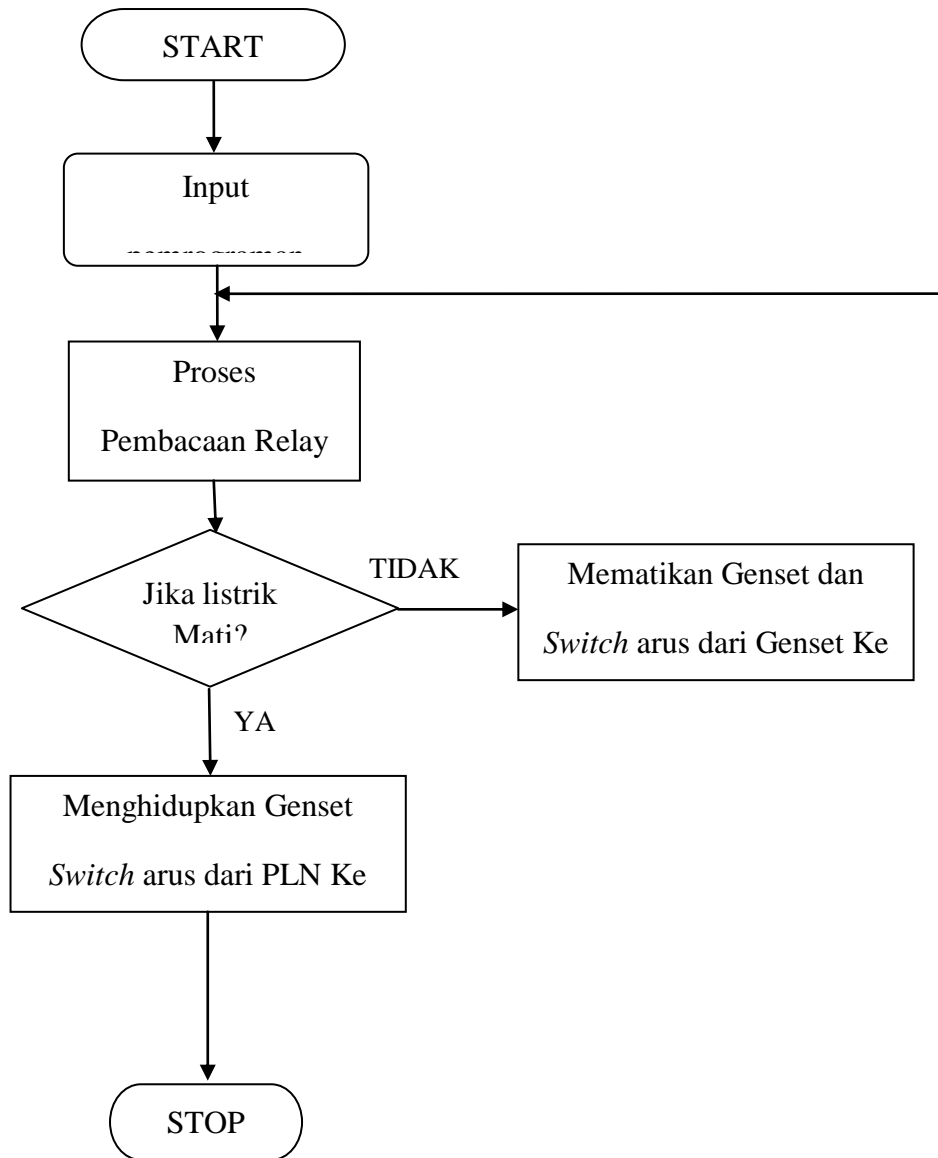 START
Input
Proses
Pembacaan Relay
Jika listrik
Mati?
TIDAK
Mematikan Genset dan
Switch arus dari Genset Ke
YA
Menghidupkan Genset
Switch arus dari PLN Ke
STOP